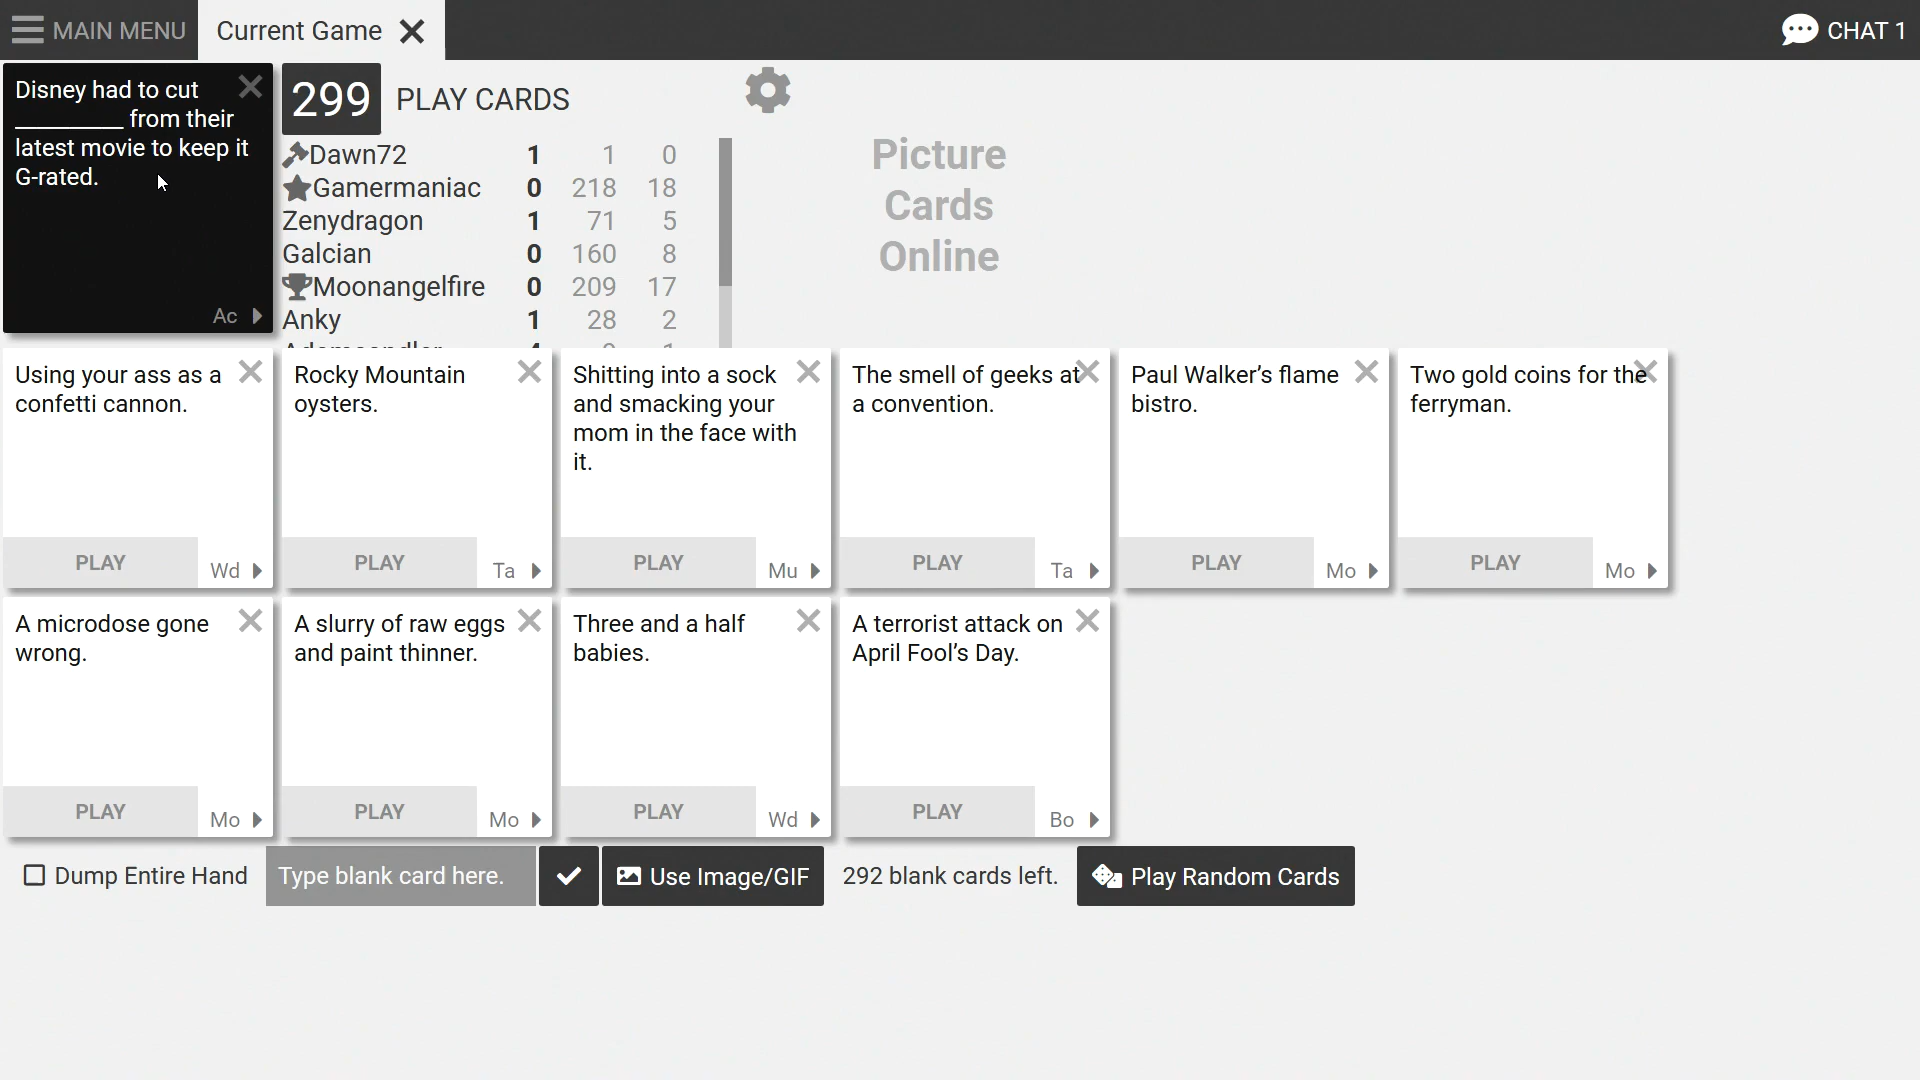 MAIN MENU
Current Game
CHAT 1
Disney had to cut
_________ from their
latest movie to keep it
G-rated.
Ac
299 PLAY CARDS
Dawn72 1 1 0
Gamermaniac 0 218 18
Zenydragon 1 71 5
Galcian 0 160 8
Moonangelfire 0 209 17
Anky 1 28 2
Picture
Cards
Online
Using your ass as a
confetti cannon.
PLAY
Wd
Rocky Mountain
oysters.
PLAY
Ta
Shitting into a sock
and smacking your
mom in the face with
it.
PLAY
Mu
The smell of geeks at
a convention.
PLAY
Ta
Paul Walker's flame
bistro.
PLAY
Mo
Two gold coins for the
ferryman.
PLAY
Mo
A microdose gone
wrong.
PLAY
Mo
A slurry of raw eggs
and paint thinner.
PLAY
Mo
Three and a half
babies.
PLAY
Wd
A terrorist attack on
April Fool's Day.
PLAY
Bo
Dump Entire Hand
Type blank card here.
Use Image/GIF
292 blank cards left.
Play Random Cards